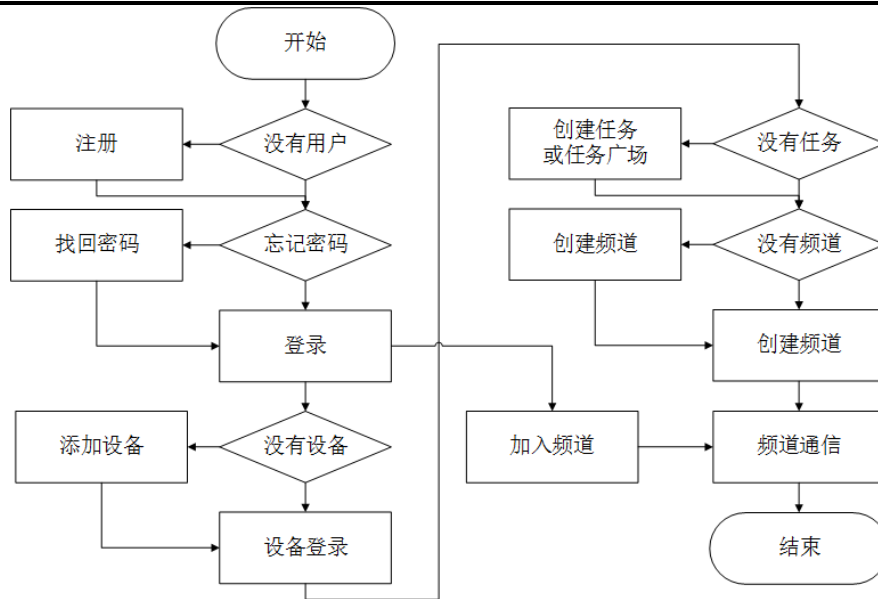 开始
没有用户
注册
忘记密码
找回密码
登录
没有设备
添加设备
设备登录
没有任务
创建任务
或任务广场
没有频道
创建频道
创建频道
加入频道
频道通信
结束